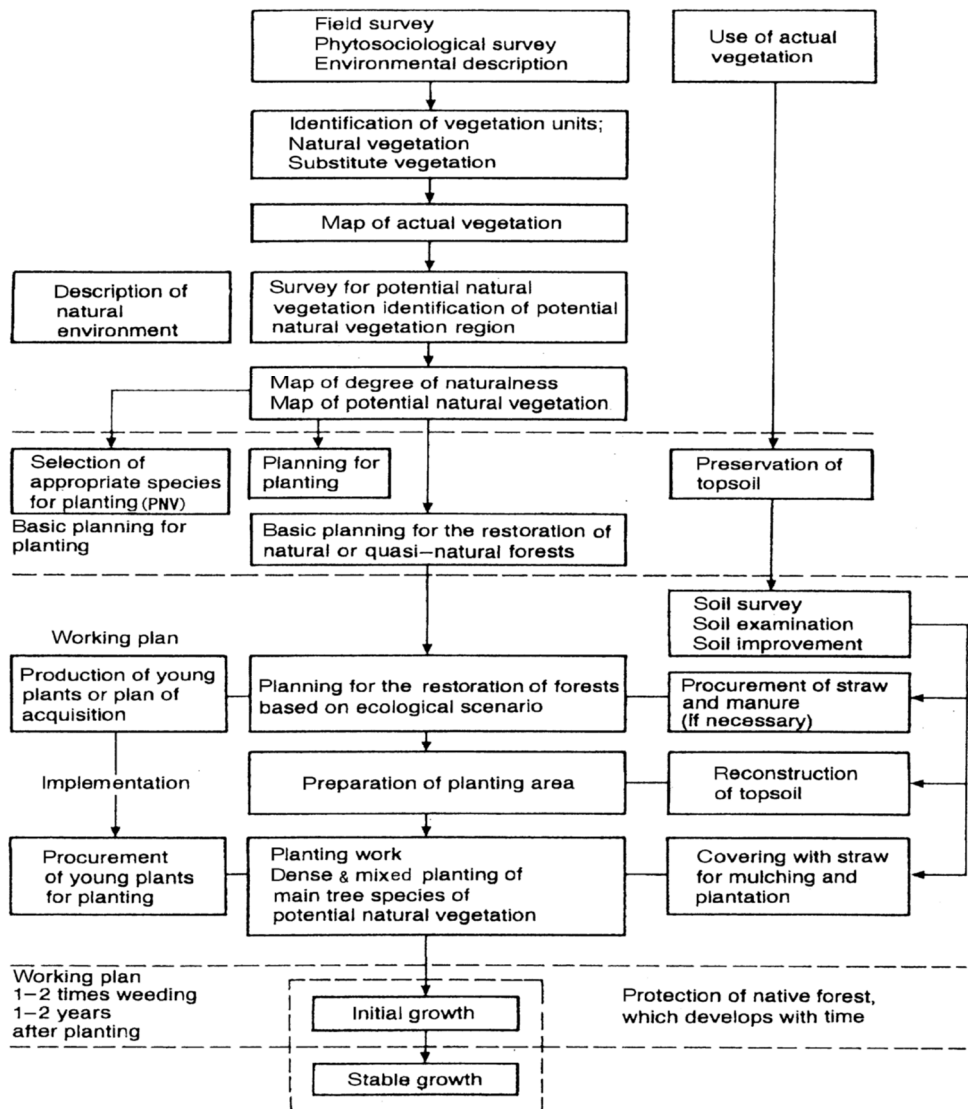 Field survey
Phytosociological survey
Environmental description
Use of actual
vegetation
Identification of vegetation units;
Natural vegetation
Substitute vegetation
Map of actual vegetation
Description of
natural
environment
Survey for potential natural
vegetation identification of potential
natural vegetation region
Map of degree of naturalness
Map of potential natural vegetation
Selection of
appropriate species
for planting (PNV)
Planning for
planting
Preservation of
topsoil
Basic planning for
planting
Basic planning for the restoration of
natural or quasi-natural forests
Soil survey
Soil examination
Soil improvement
Working plan
Production of young
plants or plan of
acquisition
Planning for the restoration of forests
based on ecological scenario
Procurement of straw
and manure
(If necessary)
Implementation
Preparation of planting area
Reconstruction
of topsoil
Procurement
of young plants
for planting
Planting work
Dense & mixed planting of
main tree species of
potential natural vegetation
Covering with straw
for mulching and
plantation
Working plan
1-2 times weeding
1-2 years
after planting
Initial growth
Protection of native forest,
which develops with time
Stable growth